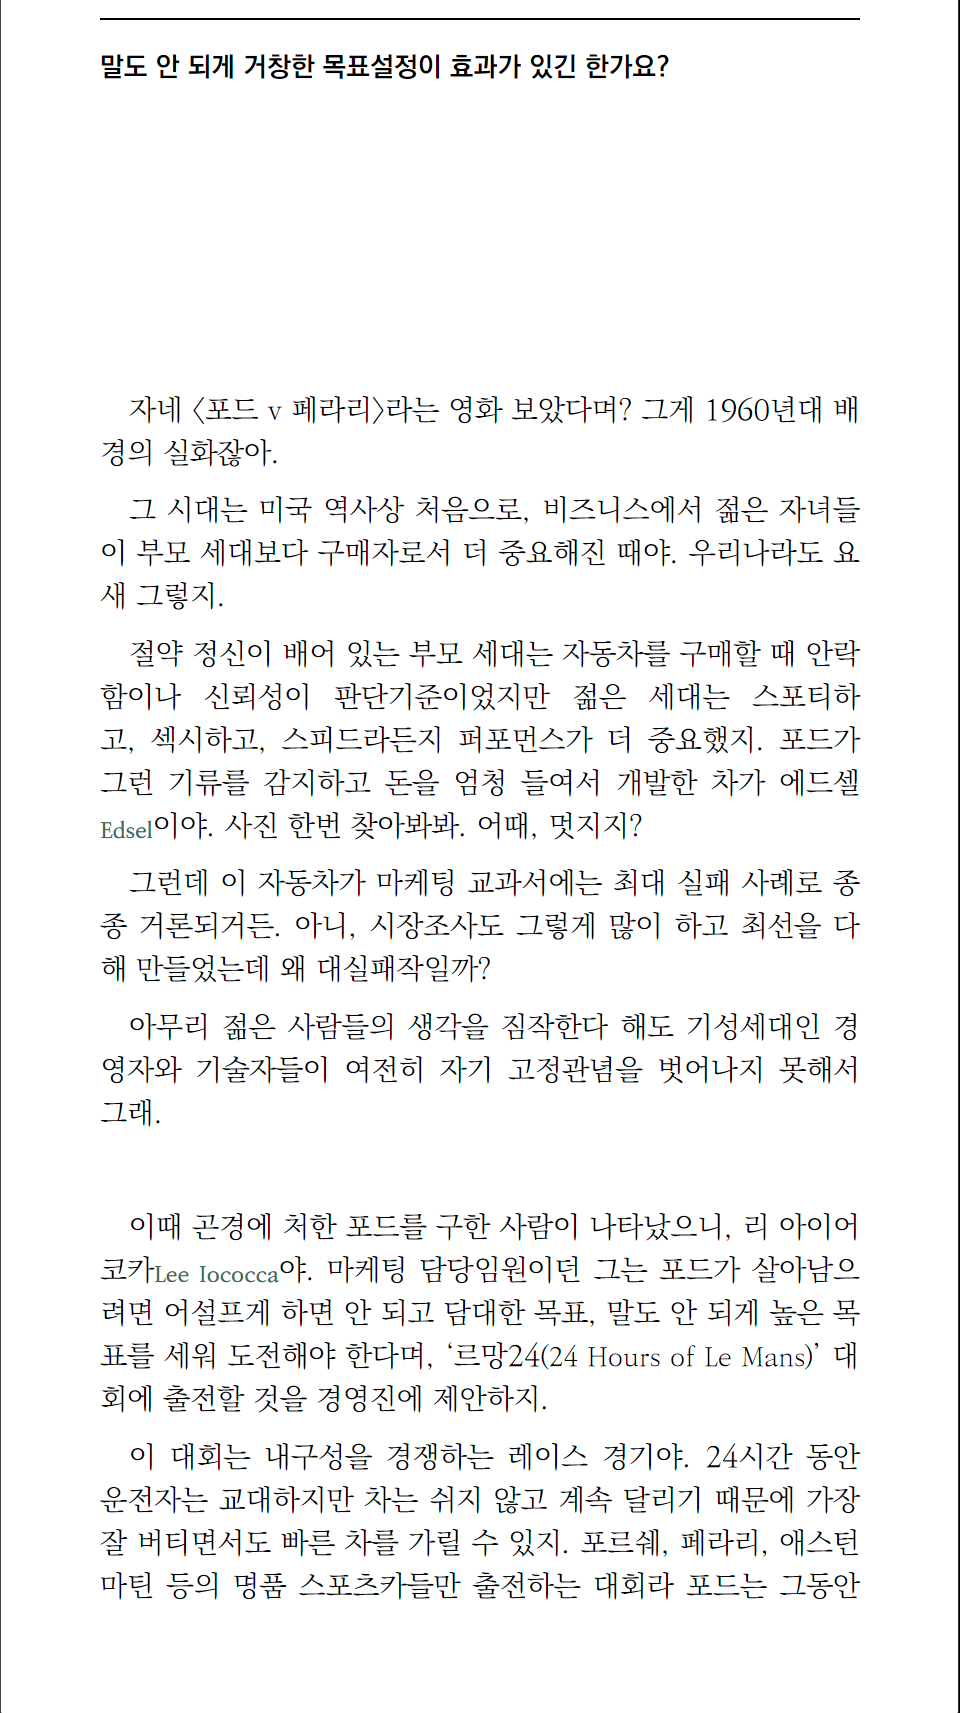 말도 안 되게 거창한 목표설정이 효과가 있긴 한가요?
자네 〈포드 v 페라리〉라는 영화 보았다며? 그게 1960년대 배
경의 실화잖아.
그 시대는 미국 역사상 처음으로, 비즈니스에서 젊은 자녀들
이 부모 세대보다 구매자로서 더 중요해진 때야. 우리나라도 요
새 그렇지.
절약 정신이 배어 있는 부모 세대는 자동차를 구매할 때 안락
함이나 신뢰성이 판단기준이었지만 젊은 세대는 스포티하
고, 섹시하고, 스피드라든지 퍼포먼스가 더 중요했지. 포드가
그런 기류를 감지하고 돈을 엄청 들여서 개발한 차가 에드셀
Edsel이야. 사진 한번 찾아봐봐. 어때, 멋지지?
그런데 이 자동차가 마케팅 교과서에는 최대 실패 사례로 종
종 거론되거든. 아니, 시장조사도 그렇게 많이 하고 최선을 다
해 만들었는데 왜 대실패작일까?
아무리 젊은 사람들의 생각을 짐작한다 해도 기성세대인 경
영자와 기술자들이 여전히 자기 고정관념을 벗어나지 못해서
그래.
이때 곤경에 처한 포드를 구한 사람이 나타났으니, 리 아이어
코카Lee Iococca야. 마케팅 담당임원이던 그는 포드가 살아남으
려면 어설프게 하면 안 되고 담대한 목표, 말도 안 되게 높은 목
표를 세워 도전해야 한다며, ‘르망24(24 Hours of Le Mans)’ 대
회에 출전할 것을 경영진에 제안하지.
이 대회는 내구성을 경쟁하는 레이스 경기야. 24시간 동안
운전자는 교대하지만 차는 쉬지 않고 계속 달리기 때문에 가장
잘 버티면서도 빠른 차를 가릴 수 있지. 포르쉐, 페라리, 애스턴
마틴 등의 명품 스포츠카들만 출전하는 대회라 포드는 그동안